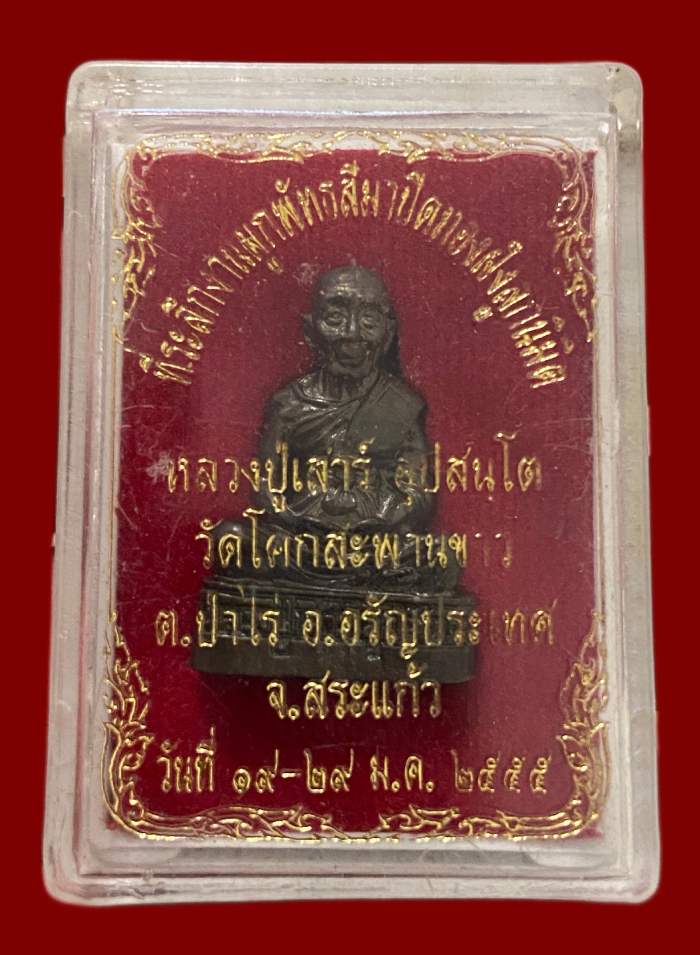 ที่ระลึกงานผูกพัทธสีมาปิดทองฝังลูกนิมิต
หลวงปู่เสาร์ อุปสนฺโต
วัดโคกสะพานขาว
ต.ป่าไร่ อ.อรัญประเทศ
จ.สระแก้ว
วันที่ ๑๙-๒๙ ม.ค. ๒๕๕๕